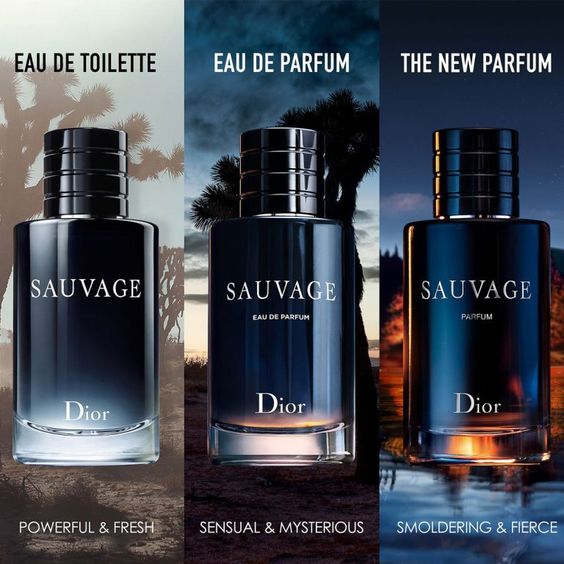 EAU DE TOILETTE
SAUVAGE
Dior
POWERFUL & FRESH
EAU DE PARFUM
SAUVAGE
EAU DE PARFUM
Dior
SENSUAL & MYSTERIOUS
THE NEW PARFUM
SAUVAGE
PARFUM
Dior
SMOLDERING & FIERCE